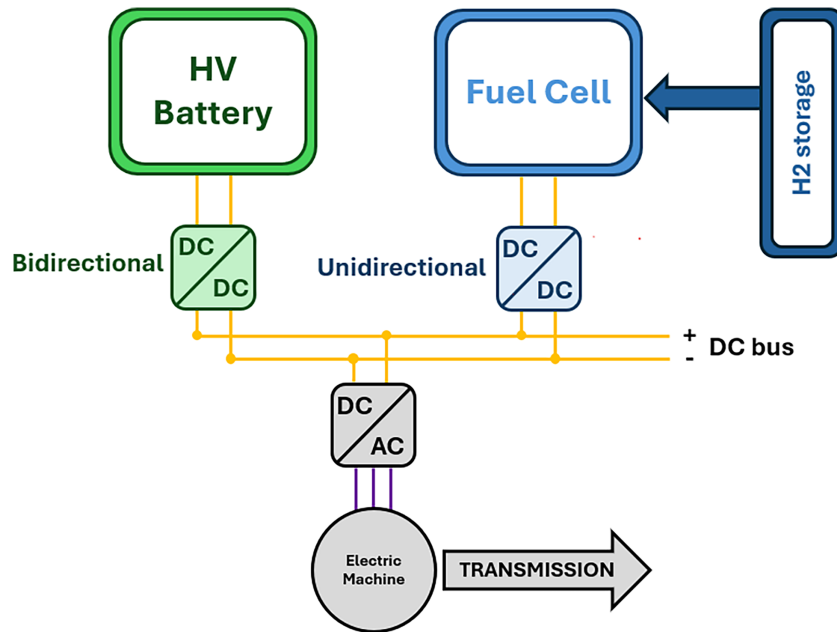 HV
Battery
Fuel Cell
H2 storage
Bidirectional
DC
DC
Unidirectional
DC
DC
+
-
DC bus
DC
AC
Electric
Machine
TRANSMISSION